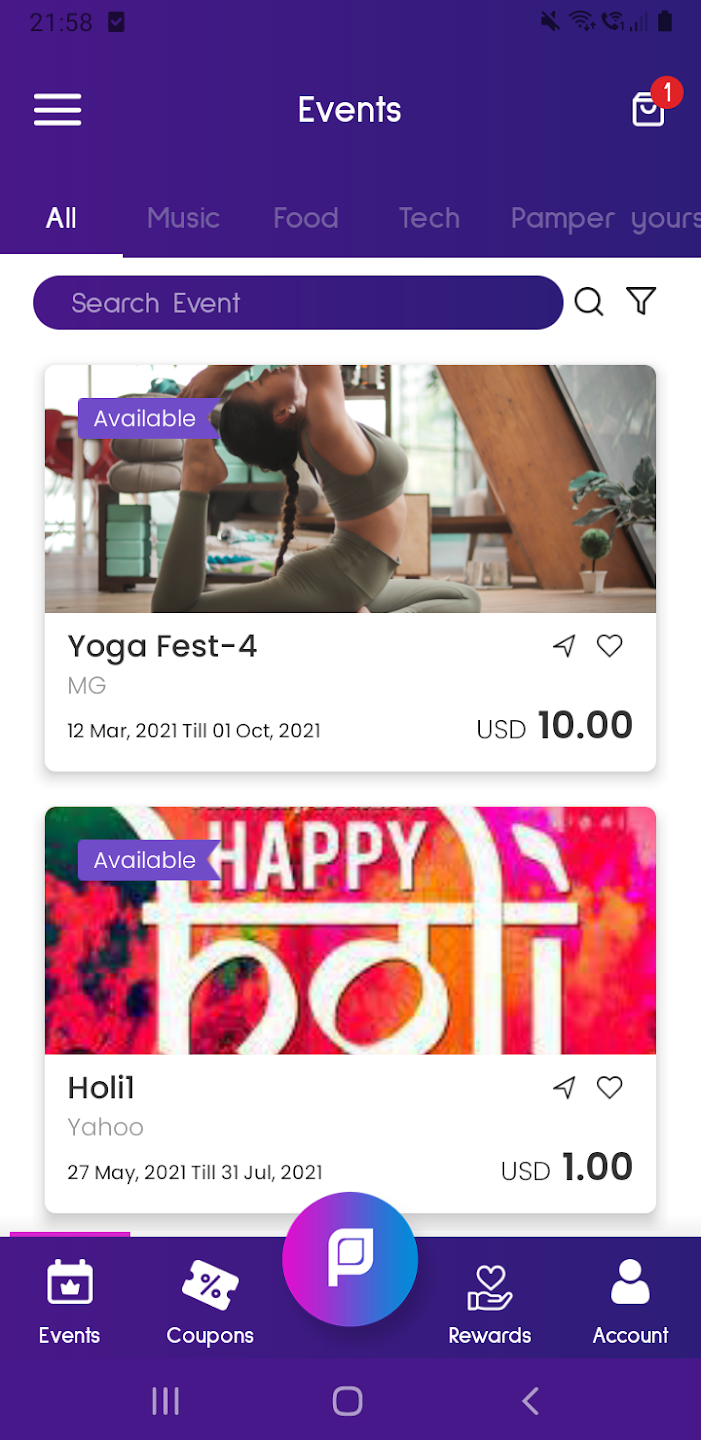 21:58
Events
1
All Music Food Tech Pamper yours
Search Event
Available
Yoga Fest-4
MG
12 Mar, 2021 Till 01 Oct, 2021
USD 10.00
Available
HAPPY
holi
Holi1
Yahoo
27 May, 2021 Till 31 Jul, 2021
USD 1.00
Events Coupons Rewards Account